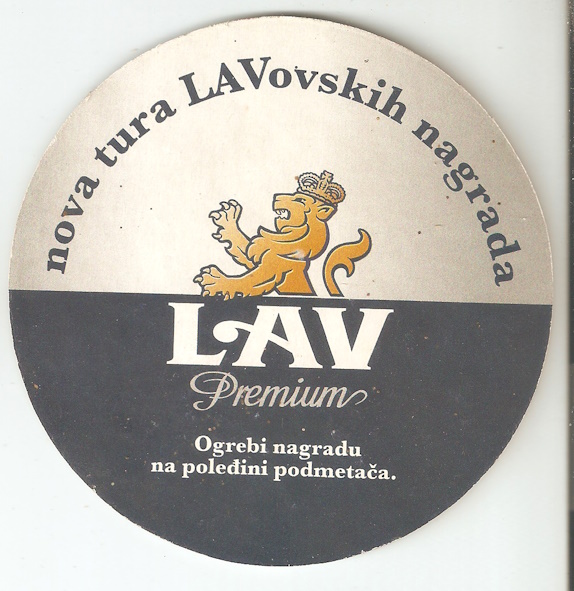 nova tura LAVovskih nagrada
LAV
Premium
Ogrebi nagradu
na poleđini podmetača.